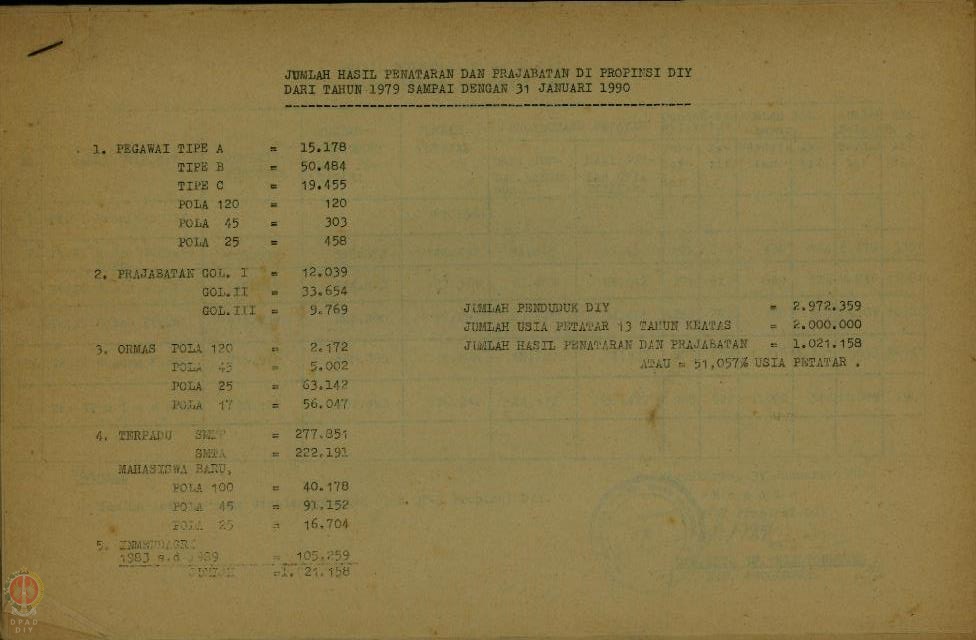 JUMLAH HASIL PENATARAN DAN PRAJABATAN DI PROPINSI DIY
DARI TAHUN 1979 SAMPAI DENGAN 31 JANUARI 1990
1. PEGAWAI TIPE A = 15.178
TIPE B = 50.484
TIPE C = 19.455
POLA 120 = 120
POLA 45 = 303
POLA 25 = 458
2. PRAJABATAN GOL. I = 12.039
GOL.II = 33.654
GOL.III = 9.769
3. ORMAS POLA 120 = 2.172
POLA 45 = 5.002
POLA 25 = 63.142
POLA 17 = 56.047
4. TERPADU = 277.851
SMTA = 222.191
MAHASISWA BARU,
POLA 100 = 40.178
POLA 45 = 91.152
POLA 25 = 16.704
5.
1983 s.d 1989 = 105.259
JUMLAH
JUMLAH PENDUDUK DIY = 2.972.359
JUMLAH USIA PETATAR 13 TAHUN KEATAS = 2.000.000
JUMLAH HASIL PENATARAN DAN PRAJABATAN = 1.021.158
ATAU = 51,057% USIA PETATAR .
DPAD
DIY